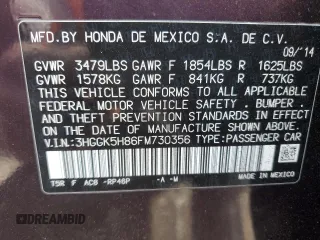 MFD.BY HONDA DE MEXICO S.A. DE C.V.
09/'14
GVWR 3479LBS GAWR F 1854LBS R 1625LBS
GVWR 1578KG GAWR F 841KG R 737KG
THIS VEHICLE CONFORMS TO ALL APPLICABLE
FEDERAL MOTOR VEHICLE SAFETY, BUMPER,
AND THEFT PREVENTION STANDARDS IN EFFECT
ON THE DATE OF MANUFACTURE SHOWN ABOVE.
V.I.N.:3HGGK5H86FM730356 TYPE:PASSENGER CAR
-RP48P -A -M
MADE IN MEXICO
DREAMBID